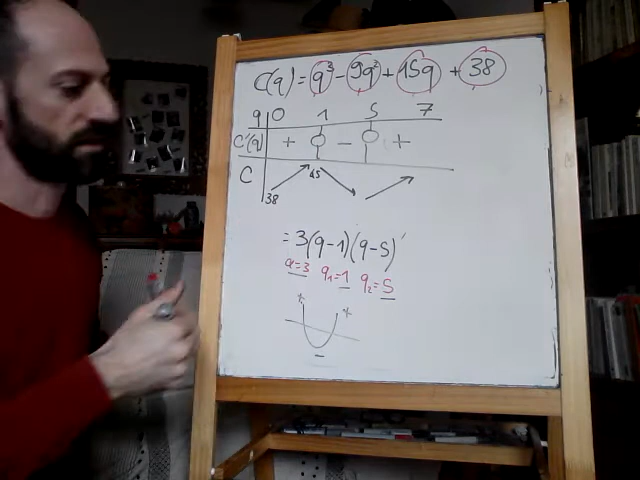 C(q) = q³ - 9q² + 15q + 38
q 0 1 5 7
C'(q) + 0 - 0 +
C 38 45
= 3(q-1)(q-5)
a=3 q₁=1 q₂=5
+ +
-